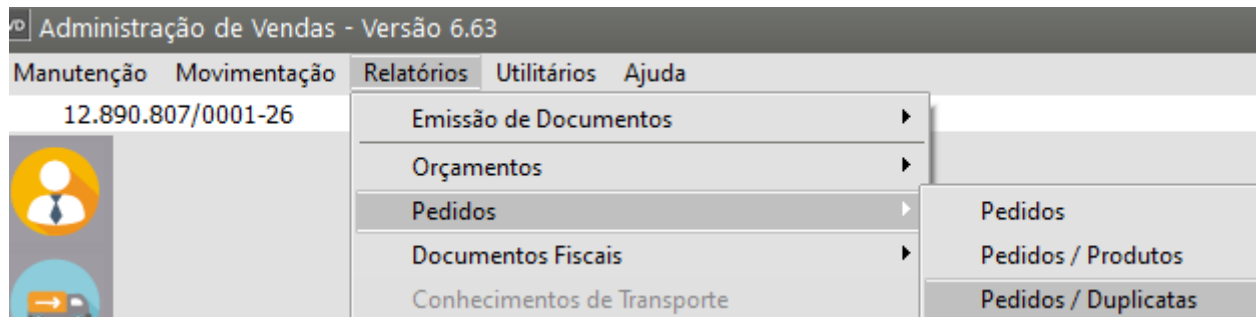 Administração de Vendas - Versão 6.63
Manutenção Movimentação Relatórios Utilitários Ajuda
12.890.807/0001-26
Emissão de Documentos
Orçamentos
Pedidos
Pedidos
Documentos Fiscais
Pedidos / Produtos
Conhecimentos de Transporte
Pedidos / Duplicatas